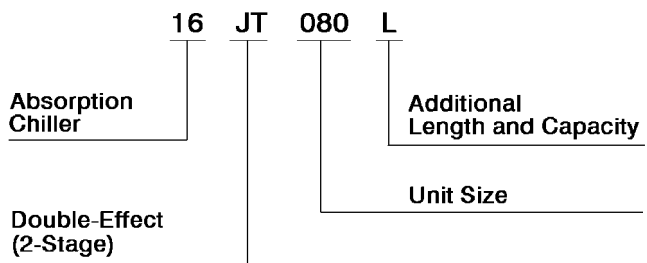 16 JT 080 L
Absorption
Chiller
Additional
Length and Capacity
Unit Size
Double-Effect
(2-Stage)